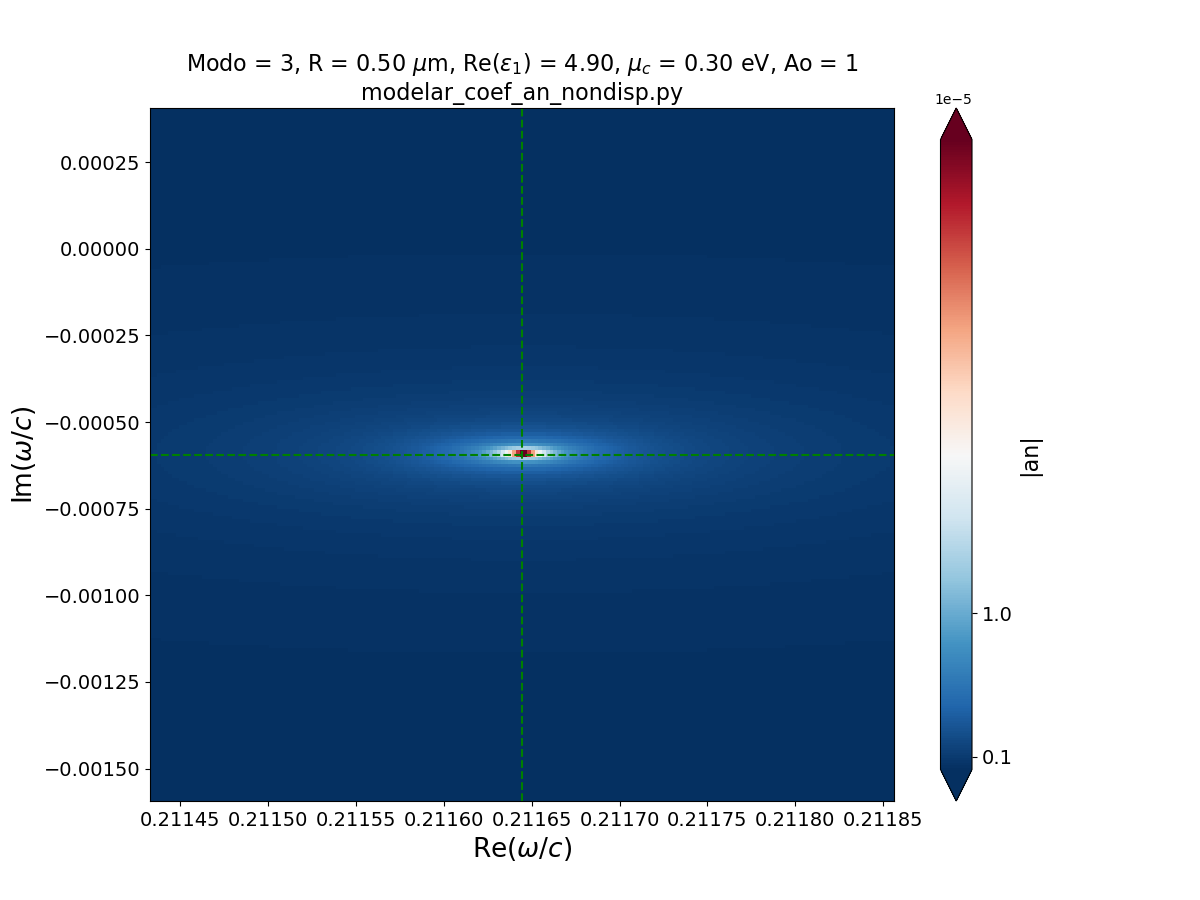 Modo = 3, R = 0.50 μm, Re(ε₁) = 4.90, μ_c = 0.30 eV, Ao = 1
modelar_coef_an_nondisp.py
1e−5
0.00025
0.00000
−0.00025
−0.00050
−0.00075
−0.00100
−0.00125
−0.00150
Im(ω/c)
0.21145 0.21150 0.21155 0.21160 0.21165 0.21170 0.21175 0.21180 0.21185
Re(ω/c)
1.0
0.1
|an|